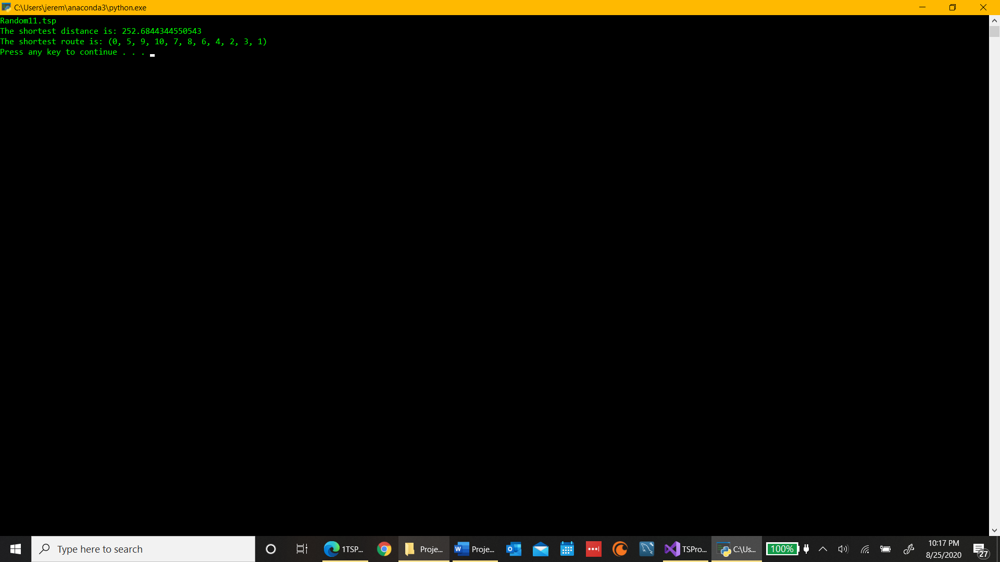 C:\Users\jerem\anaconda3\python.exe
Random11.tsp
The shortest distance is: 252.6844344550543
The shortest route is: (0, 5, 9, 10, 7, 8, 6, 4, 2, 3, 1)
Press any key to continue . . .
Type here to search
1TSP...
Proje...
Proje...
TSPro...
C:\Us...
100%
10:17 PM
8/25/2020
27